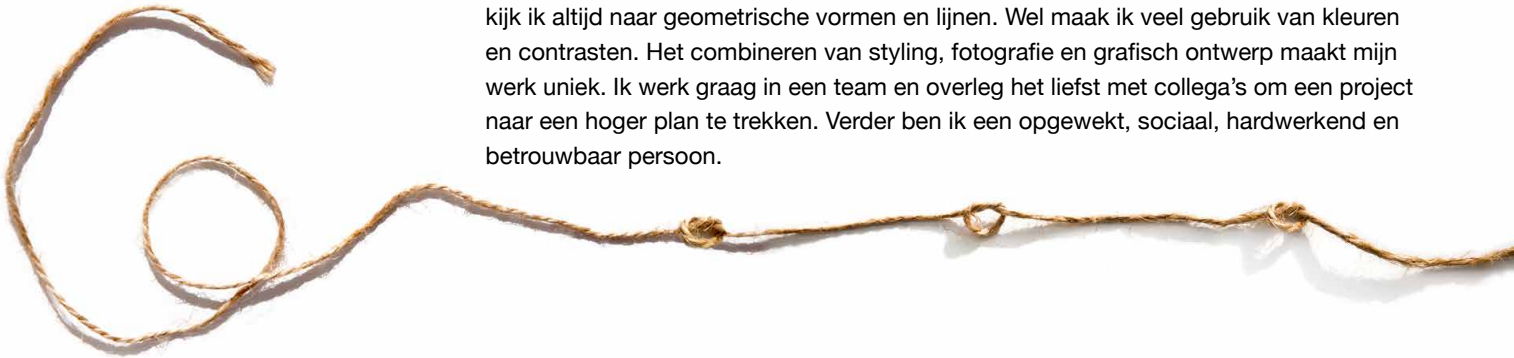 kijk ik altijd naar geometrische vormen en lijnen. Wel maak ik veel gebruik van kleuren
en contrasten. Het combineren van styling, fotografie en grafisch ontwerp maakt mijn
werk uniek. Ik werk graag in een team en overleg het liefst met collega’s om een project
naar een hoger plan te trekken. Verder ben ik een opgewekt, sociaal, hardwerkend en
betrouwbaar persoon.